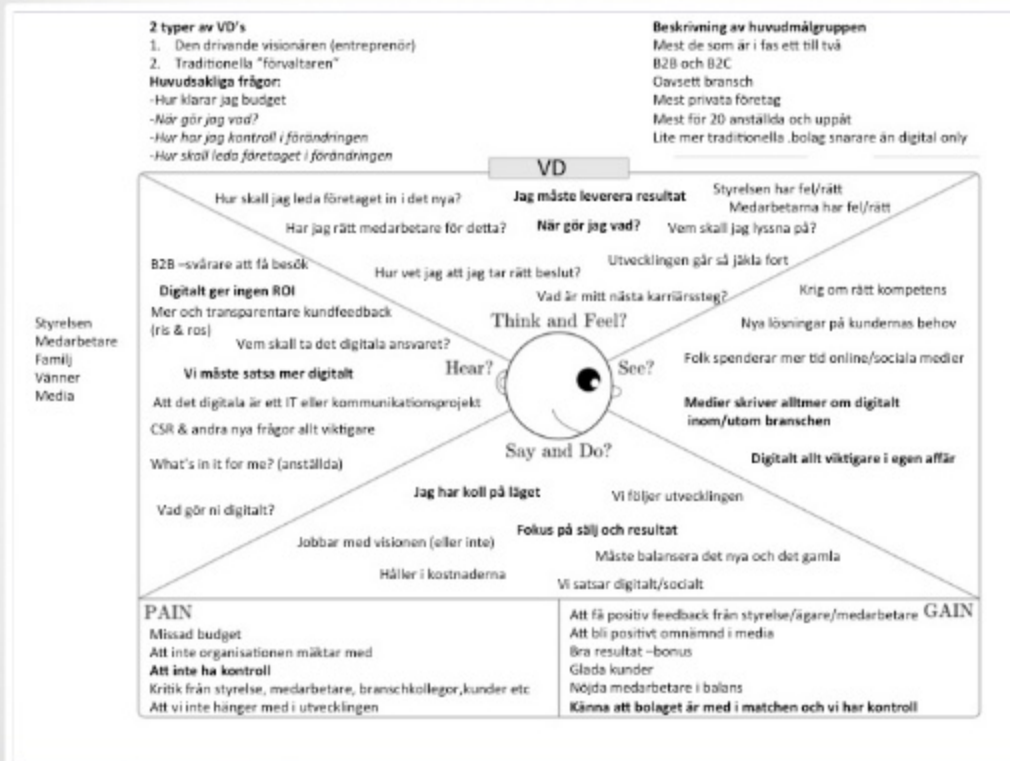 2 typer av VD's
1. Den drivande visionären (entreprenör)
2. Traditionella "förvaltaren"
Huvudsakliga frågor:
-Hur klarar jag budget
-När gör jag vad?
-Hur har jag kontroll i förändringen
-Hur skall leda företaget i förändringen
Beskrivning av huvudmålgruppen
Mest de som är i fas ett till två
B2B och B2C
Oavsett bransch
Mest privata företag
Mest för 20 anställda och uppåt
Lite mer traditionella .bolag snarare än digital only
VD
Hur skall jag leda företaget in i det nya?
Jag måste leverera resultat
Styrelsen har fel/rätt
Medarbetarna har fel/rätt
Har jag rätt medarbetare för detta?
När gör jag vad?
Vem skall jag lyssna på?
Hur vet jag att jag tar rätt beslut?
Utvecklingen går så jäkla fort
Vad är mitt nästa karriärssteg?
Think and Feel?
Styrelsen
Medarbetare
Familj
Vänner
Media
B2B –svårare att få besök
Digitalt ger ingen ROI
Mer och transparentare kundfeedback
(ris & ros)
Vem skall ta det digitala ansvaret?
Hear?
Vi måste satsa mer digitalt
Att det digitala är ett IT eller kommunikationsprojekt
CSR & andra nya frågor allt viktigare
What's in it for me? (anställda)
Vad gör ni digitalt?
See?
Krig om rätt kompetens
Nya lösningar på kundernas behov
Folk spenderar mer tid online/sociala medier
Medier skriver alltmer om digitalt
inom/utom branschen
Digitalt allt viktigare i egen affär
Say and Do?
Jag har koll på läget
Vi följer utvecklingen
Fokus på sälj och resultat
Jobbar med visionen (eller inte)
Måste balansera det nya och det gamla
Håller i kostnaderna
Vi satsar digitalt/socialt
PAIN
Missad budget
Att inte organisationen mäktar med
Att inte ha kontroll
Kritik från styrelse, medarbetare, branschkollegor,kunder etc
Att vi inte hänger med i utvecklingen
GAIN
Att få positiv feedback från styrelse/ägare/medarbetare
Att bli positivt omnämnd i media
Bra resultat –bonus
Glada kunder
Nöjda medarbetare i balans
Känna att bolaget är med i matchen och vi har kontroll